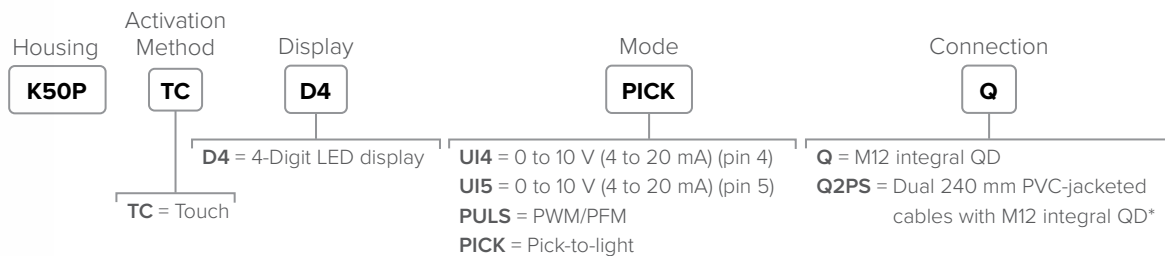 Housing
Activation
Method
Display
Mode
Connection
K50P
TC
D4
PICK
Q
D4 = 4-Digit LED display
TC = Touch
UI4 = 0 to 10 V (4 to 20 mA) (pin 4)
UI5 = 0 to 10 V (4 to 20 mA) (pin 5)
PULS = PWM/PFM
PICK = Pick-to-light
Q = M12 integral QD
Q2PS = Dual 240 mm PVC-jacketed
cables with M12 integral QD*